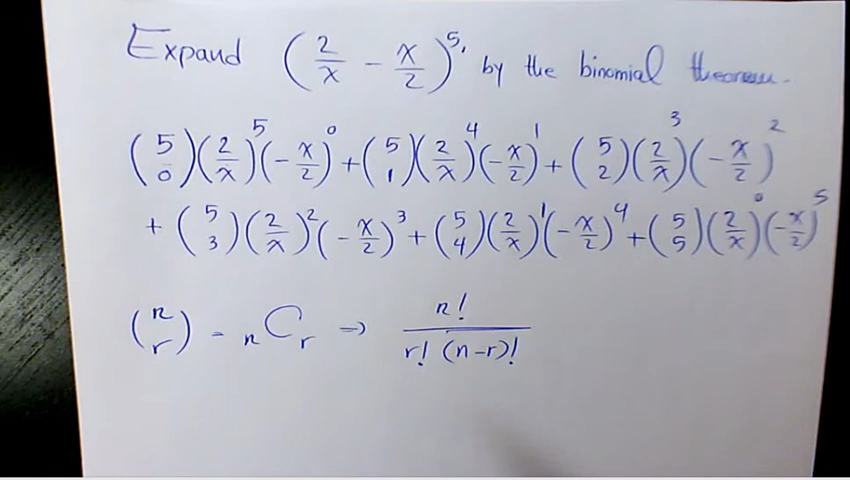 Expand (2/x - x/2)^5, by the binomial theorem.
(5 0)(2/x)^5(-x/2)^0 + (5 1)(2/x)^4(-x/2)^1 + (5 2)(2/x)^3(-x/2)^2
+ (5 3)(2/x)^2(-x/2)^3 + (5 4)(2/x)^1(-x/2)^4 + (5 5)(2/x)^0(-x/2)^5
(n r) = nCr ⇒ n! / r! (n-r)!